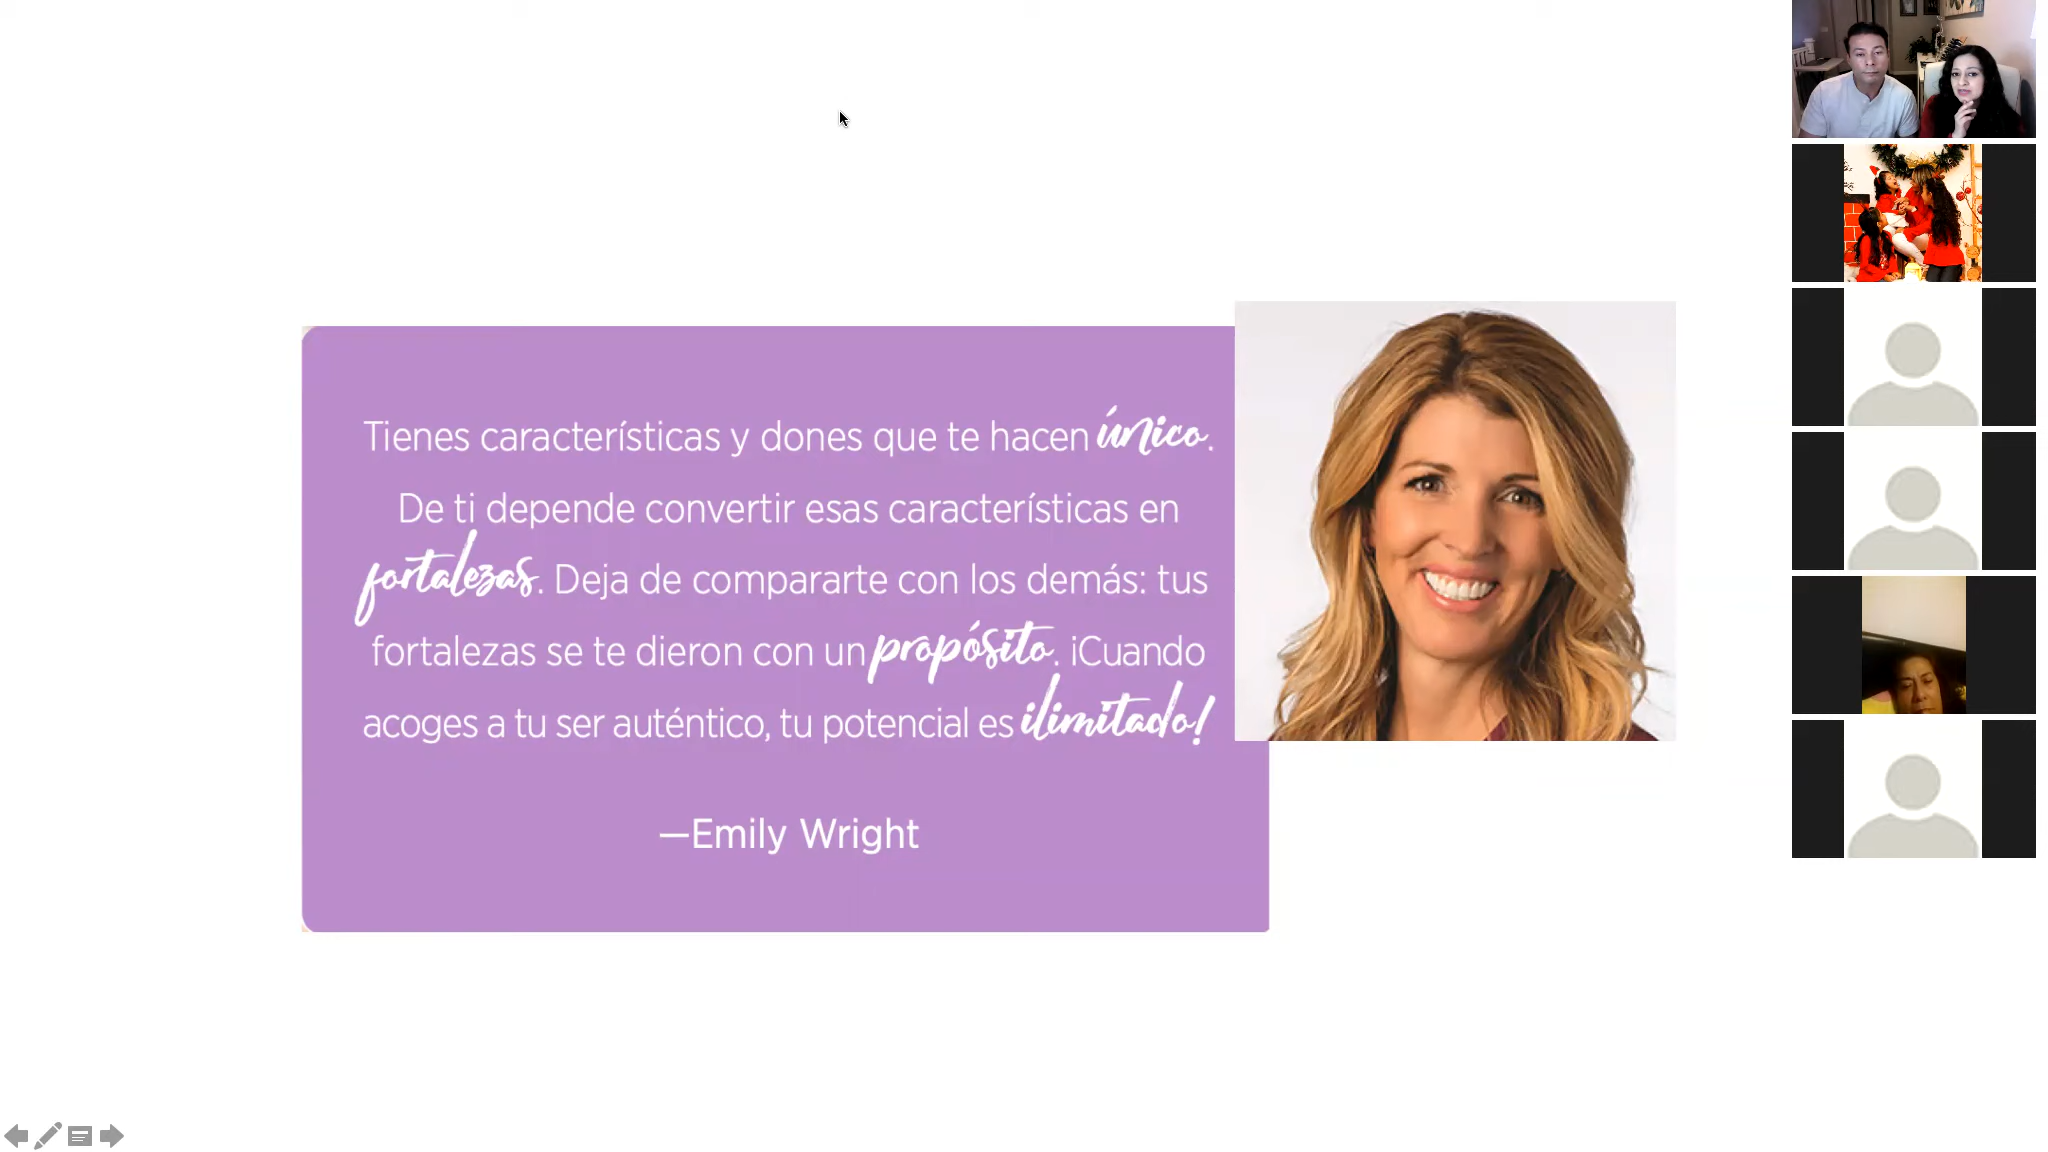 Tienes características y dones que te hacen único.
De ti depende convertir esas características en
fortalezas. Deja de compararte con los demás: tus
fortalezas se te dieron con un propósito. ¡Cuando
acoges a tu ser auténtico, tu potencial es ilimitado!
—Emily Wright